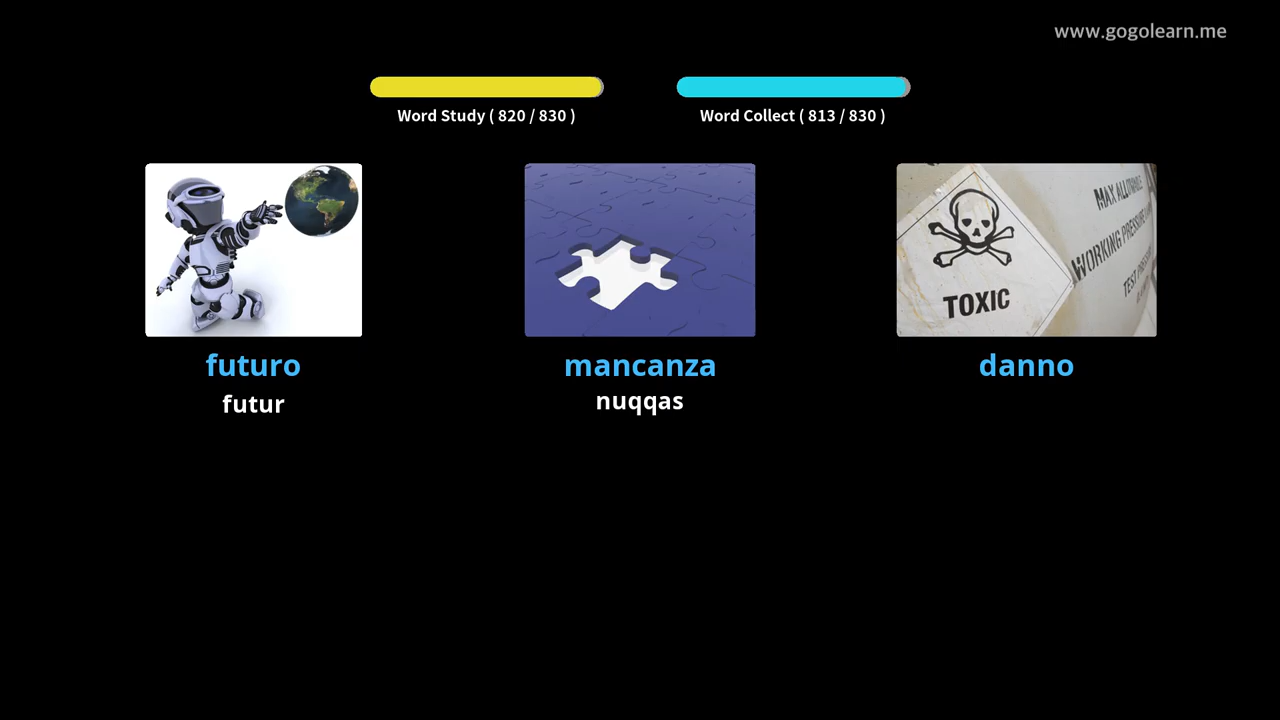 www.gogolearn.me
Word Study ( 820 / 830 )
Word Collect ( 813 / 830 )
TOXIC
MAX ALLOWABLE
WORKING PRESSURE
TEST PRESSURE
futuro
mancanza
danno
futur
nuqqas